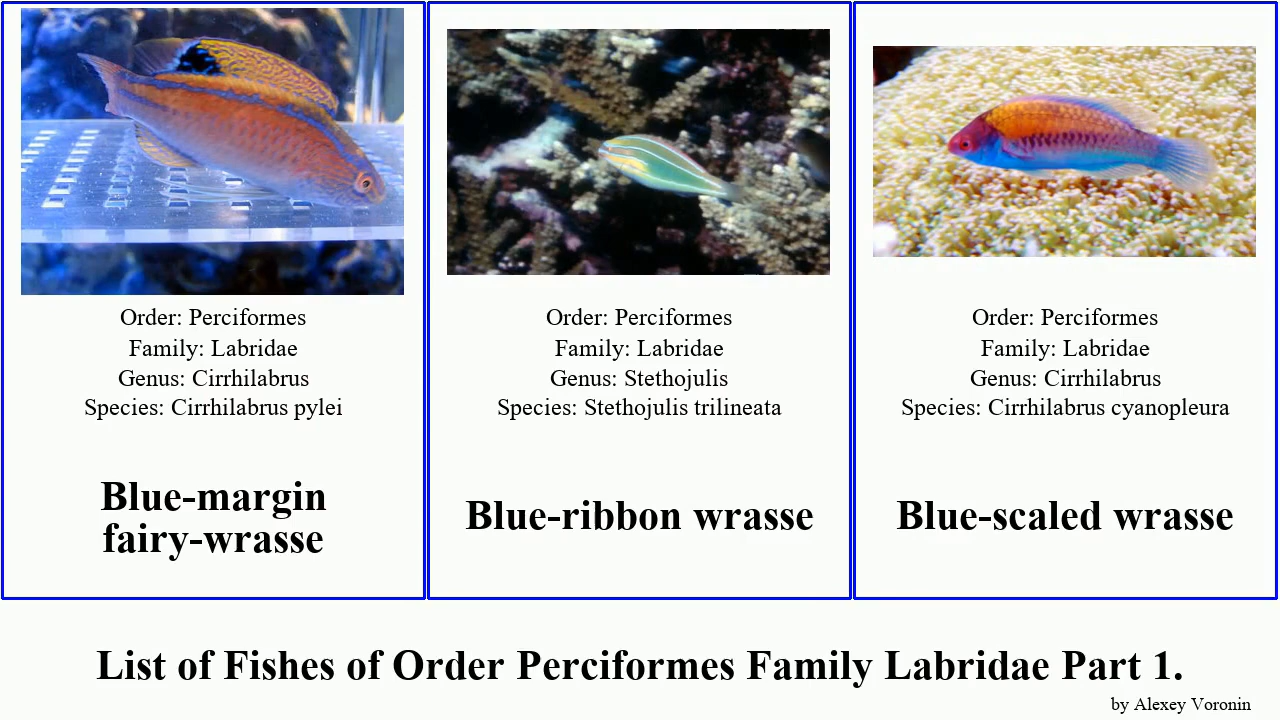 Order: Perciformes
Family: Labridae
Genus: Cirrhilabrus
Species: Cirrhilabrus pylei
Blue-margin
fairy-wrasse
Order: Perciformes
Family: Labridae
Genus: Stethojulis
Species: Stethojulis trilineata
Blue-ribbon wrasse
Order: Perciformes
Family: Labridae
Genus: Cirrhilabrus
Species: Cirrhilabrus cyanopleura
Blue-scaled wrasse
List of Fishes of Order Perciformes Family Labridae Part 1.
by Alexey Voronin